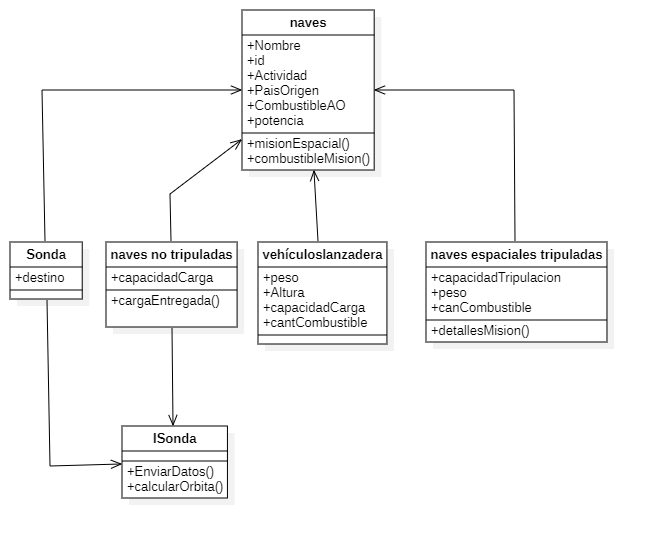 naves
+Nombre
+id
+Actividad
+PaisOrigen
+CombustibleAO
+potencia
+misionEspacial()
+combustibleMision()
Sonda
+destino
naves no tripuladas
+capacidadCarga
+cargaEntregada()
vehículoslanzadera
+peso
+Altura
+capacidadCarga
+cantCombustible
naves espaciales tripuladas
+capacidadTripulacion
+peso
+canCombustible
+detallesMision()
ISonda
+EnviarDatos()
+calcularOrbita()